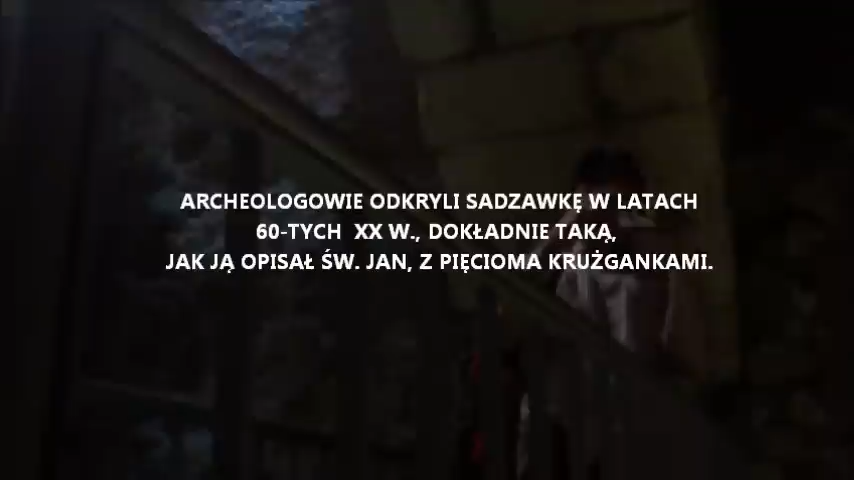 ARCHEOLOGOWIE ODKRYLI SADZAWKĘ W LATACH
60-TYCH  XX W., DOKŁADNIE TAKĄ,
JAK JĄ OPISAŁ ŚW. JAN, Z PIĘCIOMA KRUŻGANKAMI.